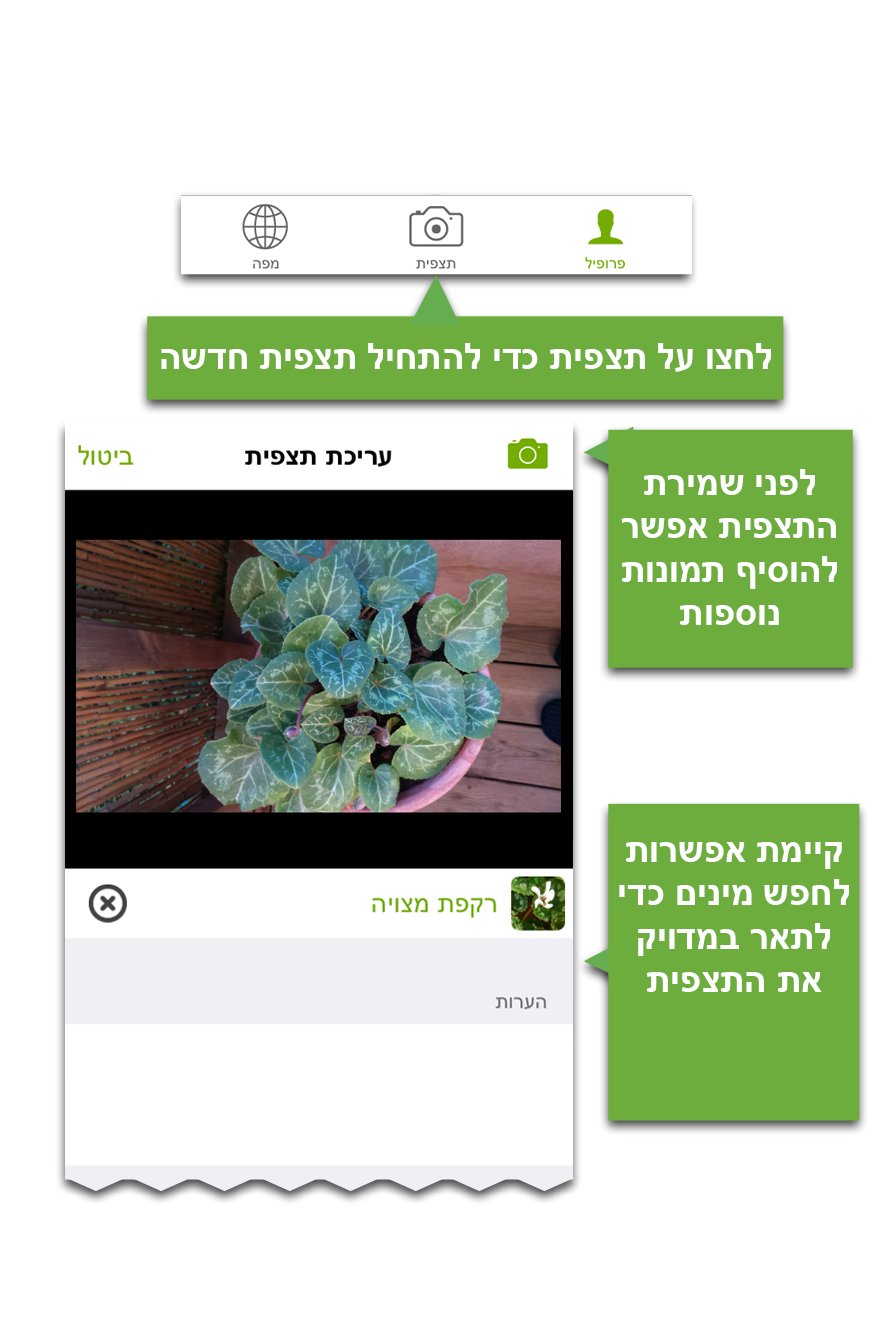 פרופיל תצפית מפה
לחצו על תצפית כדי להתחיל תצפית חדשה
עריכת תצפית ביטול
לפני שמירת
התצפית אפשר
להוסיף תמונות
נוספות
רקפת מצויה
קיימת אפשרות
לחפש מינים כדי
לתאר במדויק
את התצפית
הערות